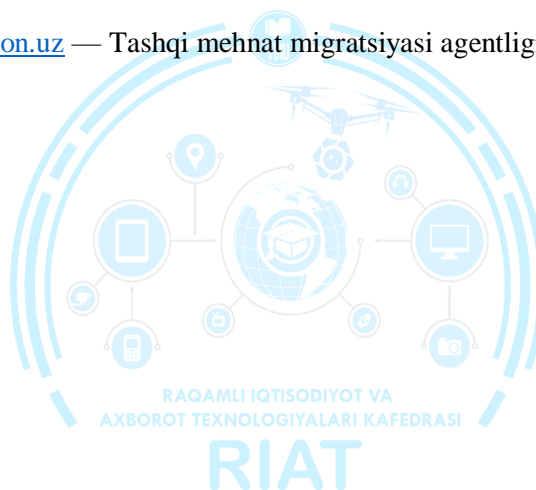 on.uz — Tashqi mehnat migratsiyasi agentligi
RAQAMLI IQTISODIYOT VA
AXBOROT TEXNOLOGIYALARI KAFEDRASI
RIAT